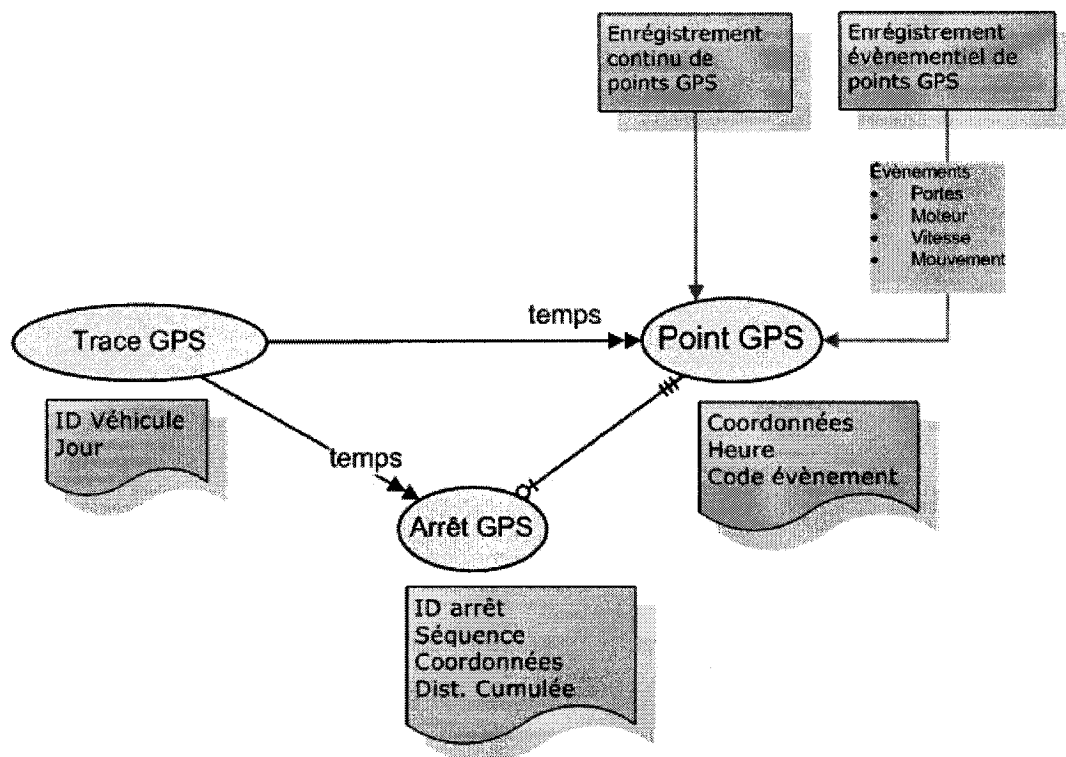 Enrégistrement
continu de
points GPS
Enrégistrement
évènementiel de
points GPS
Évènements
• Portes
• Moteur
• Vitesse
• Mouvement
temps
Trace GPS
Point GPS
ID Véhicule
Jour
temps
Coordonnées
Heure
Code évènement
Arrêt GPS
ID arrêt
Séquence
Coordonnées
Dist. Cumulée